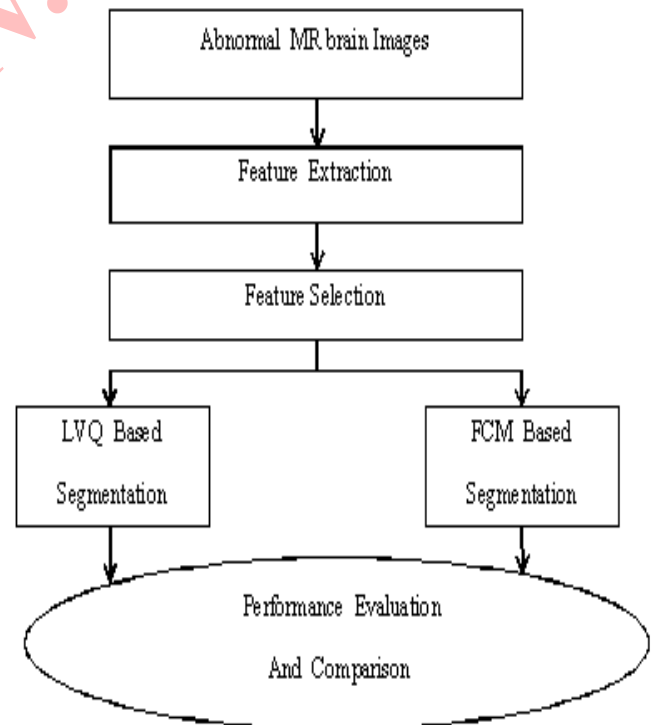 Abnormal MR brain Images
Feature Extraction
Feature Selection
LVQ Based
Segmentation
FCM Based
Segmentation
Performance Evaluation
And Comparison